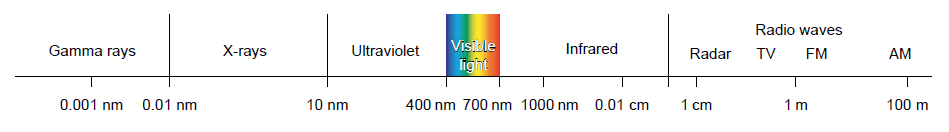 Radio waves
Gamma rays X-rays Ultraviolet Visible light Infrared Radar TV FM AM
0.001 nm 0.01 nm 10 nm 400 nm 700 nm 1000 nm 0.01 cm 1 cm 1 m 100 m